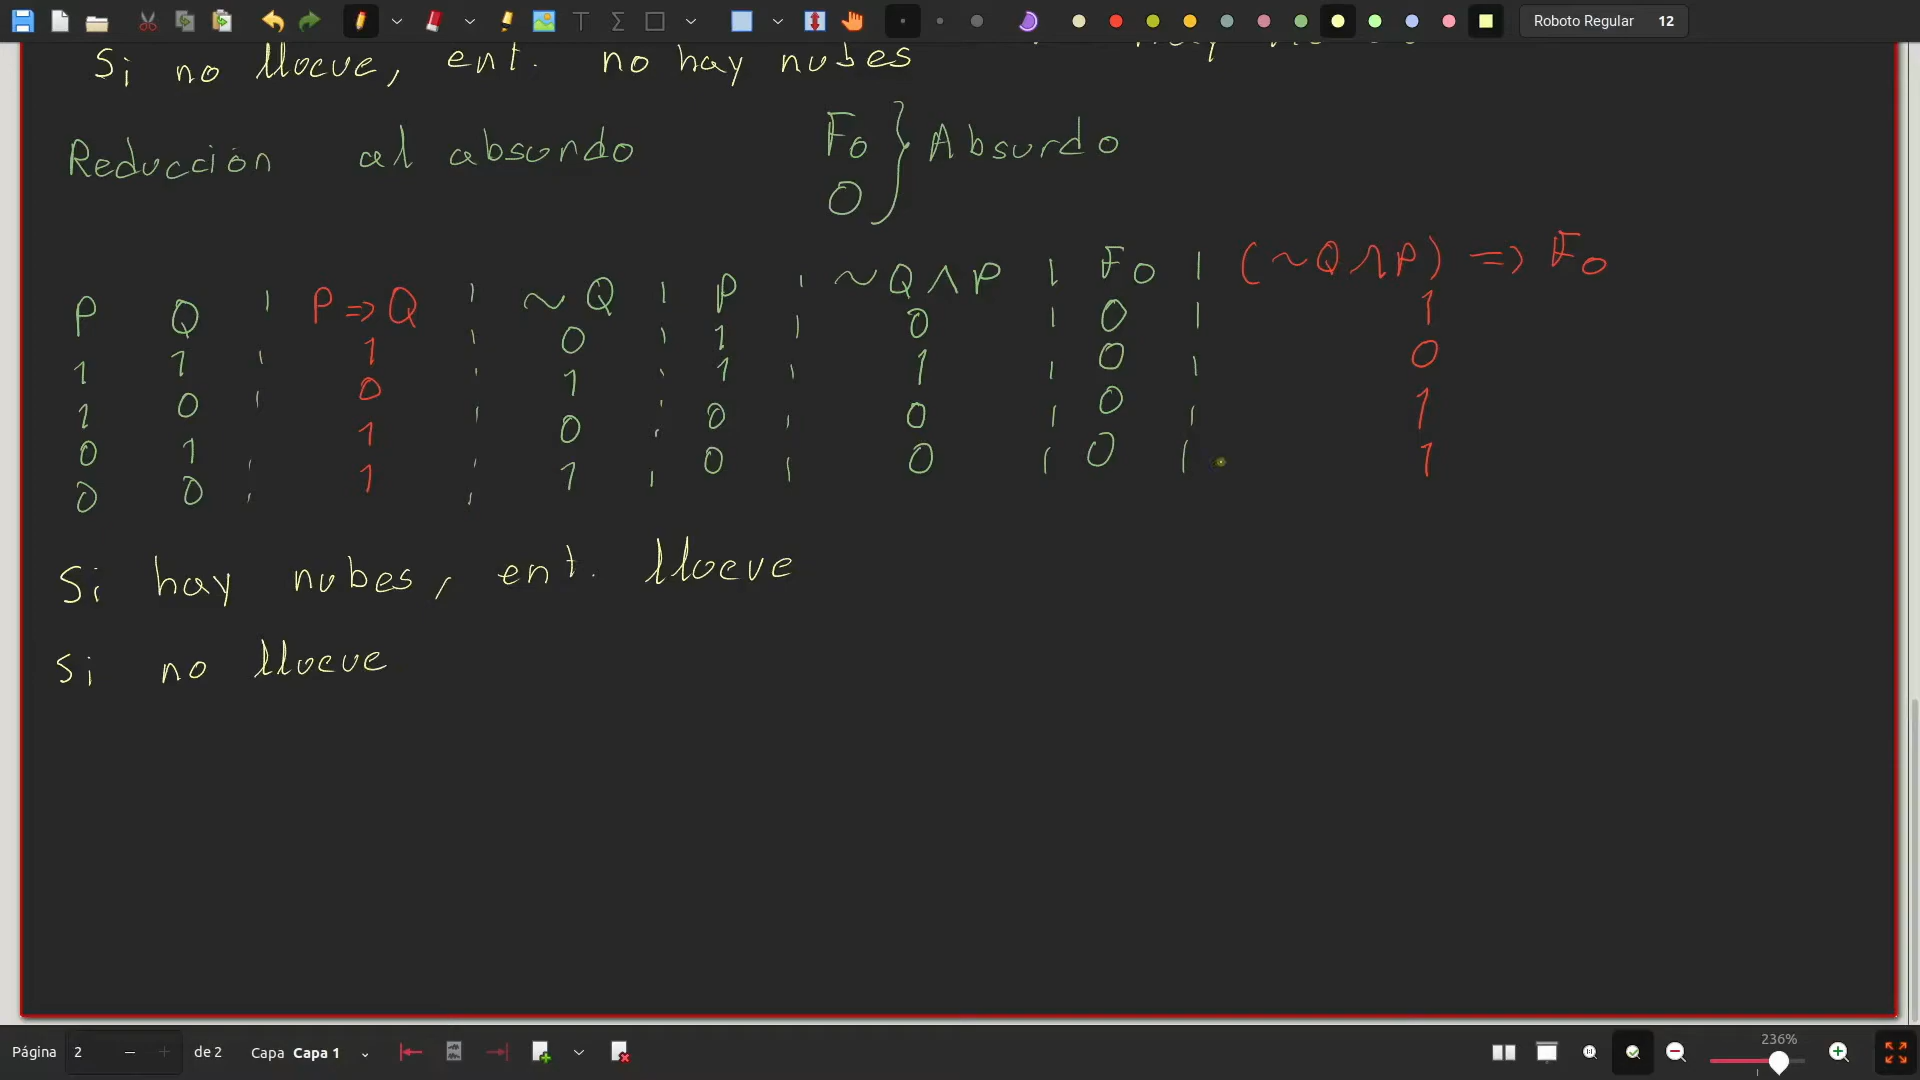 Roboto Regular 12
Si no llueve, ent. no hay nubes
Reducción al absundo
Fo
0
} Absurdo
P Q | P => Q | ~Q | P | ~Q ∧ P | Fo | (~Q ∧ P) => Fo
1 1 | 1 | 0 | 1 | 0 | 0 | 1
1 0 | 0 | 1 | 1 | 1 | 0 | 0
0 1 | 1 | 0 | 0 | 0 | 0 | 1
0 0 | 1 | 1 | 0 | 0 | 0 | 1
Si hay nubes, ent. llueve
Si no llueve
Página 2 de 2 Capa Capa 1 236%